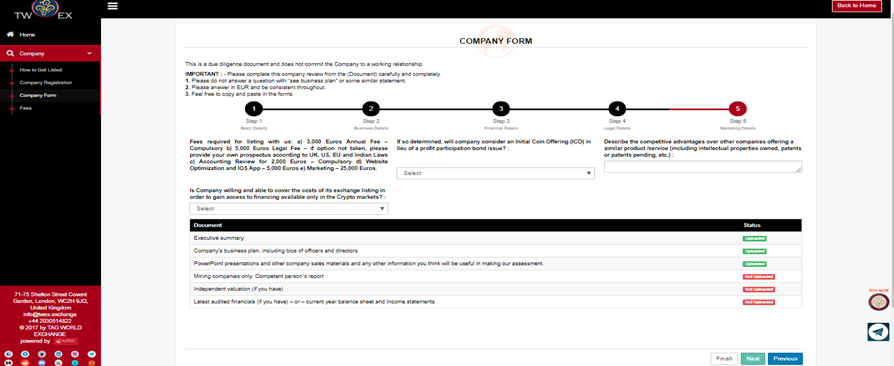 TW EX
Back to Home
Home
Company
How to Get Listed
Company Registration
Company Form
Fees
COMPANY FORM
This is a due diligence document and does not commit the Company to a working relationship.
IMPORTANT : - Please complete this company review from the (Document) carefully and completely.
1. Please do not answer a question with "see business plan" or some similar statement.
2. Please answer in EUR and be consistent throughout.
3. Feel free to copy and paste in the forms.
1 2 3 4 5
Step 1 Step 2 Step 3 Step 4 Step 5
Basic Details Business Details Financial Details Legal Details Marketing Details
Fees required for listing with us: a) 3,000 Euros Annual Fee –
Compulsory b) 5,000 Euros Legal Fee – if option not taken, please
provide your own prospectus according to UK, US, EU and Indian Laws
c) Accounting Review for 2,000 Euros – Compulsory d) Website
Optimization and IOS App – 5,000 Euros e) Marketing – 25,000 Euros.
If so determined, will company consider an Initial Coin Offering (ICO) in
lieu of a profit participation bond issue? :
Select
Describe the competitive advantages over other companies offering a
similar product /service (including intellectual properties owned, patents
or patents pending, etc.) :
Is Company willing and able to cover the costs of its exchange listing in
order to gain access to financing available only in the Crypto markets? :
Select
Document Status
Executive summary Uploaded
Company's business plan, including bios of officers and directors Uploaded
PowerPoint presentations and other company sales materials and any other information you think will be useful in making our assessment. Uploaded
Mining companies only: Competent person's report Not Uploaded
Independent valuation (if you have) Not Uploaded
Latest audited financials (if you have) – or – current year balance sheet and Income statements Not Uploaded
71-75 Shelton Street Covent
Garden, London, WC2H 9JQ,
United Kingdom
info@twex.exchange
+44 2030514822
© 2017 by TAG WORLD
EXCHANGE
powered by
BUY NOW
Finish Next Previous